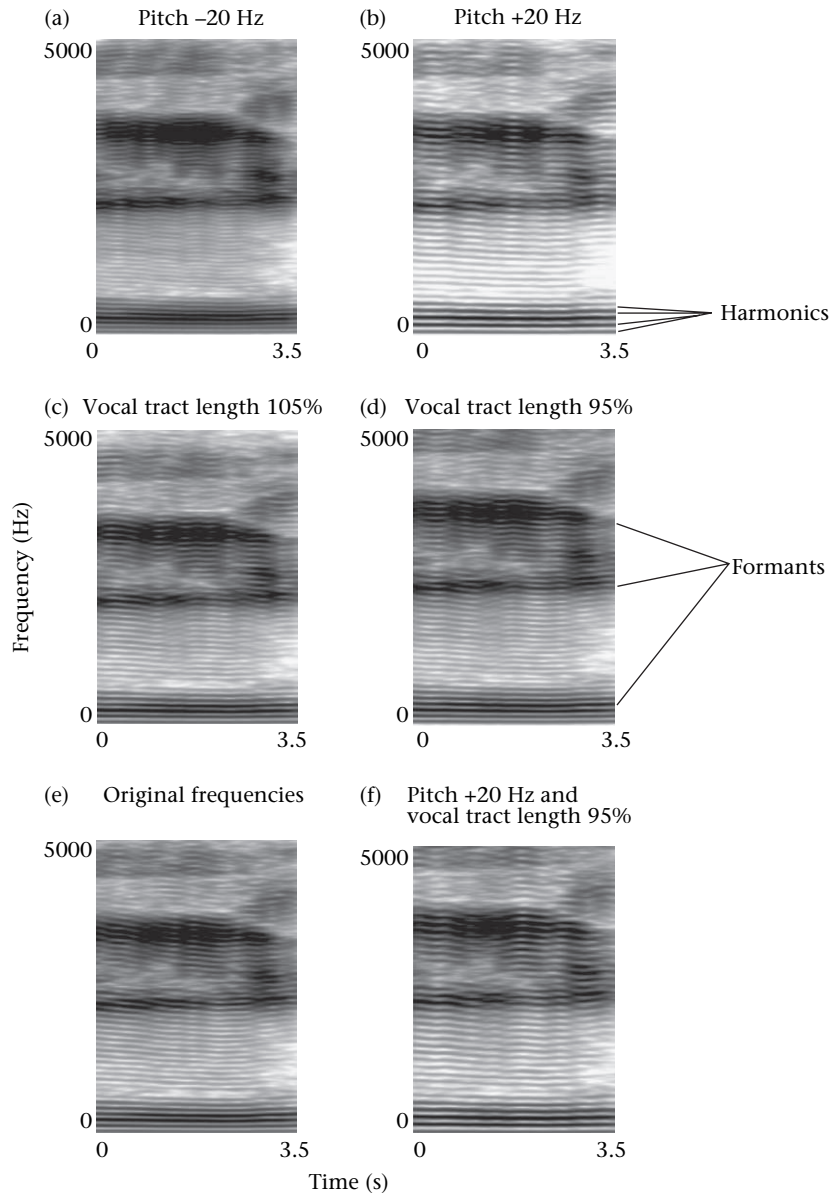 (a) Pitch –20 Hz
(b) Pitch +20 Hz
5000
5000
0
0
0 3.5
0 3.5
Harmonics
(c) Vocal tract length 105%
(d) Vocal tract length 95%
5000
5000
0
0
0 3.5
0 3.5
Formants
Frequency (Hz)
(e) Original frequencies
(f) Pitch +20 Hz and
vocal tract length 95%
5000
5000
0
0
0 3.5
0 3.5
Time (s)